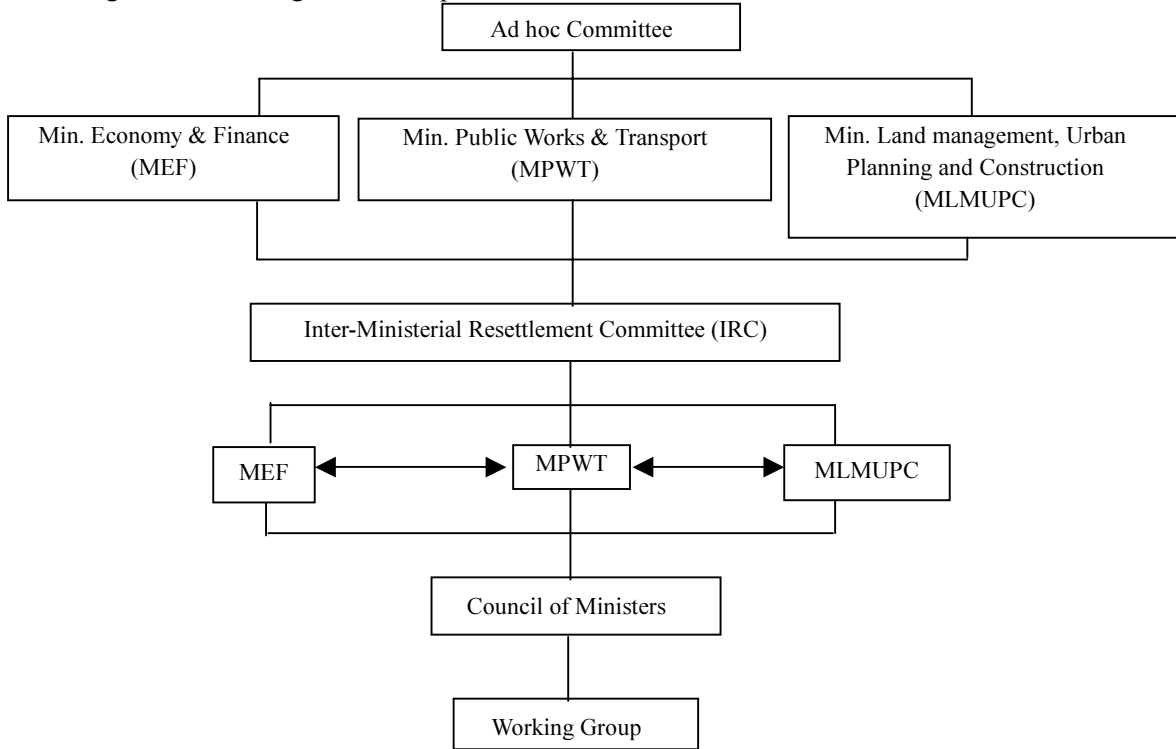 Ad hoc Committee
Min. Economy & Finance
(MEF)
Min. Public Works & Transport
(MPWT)
Min. Land management, Urban
Planning and Construction
(MLMUPC)
Inter-Ministerial Resettlement Committee (IRC)
MEF
MPWT
MLMUPC
Council of Ministers
Working Group